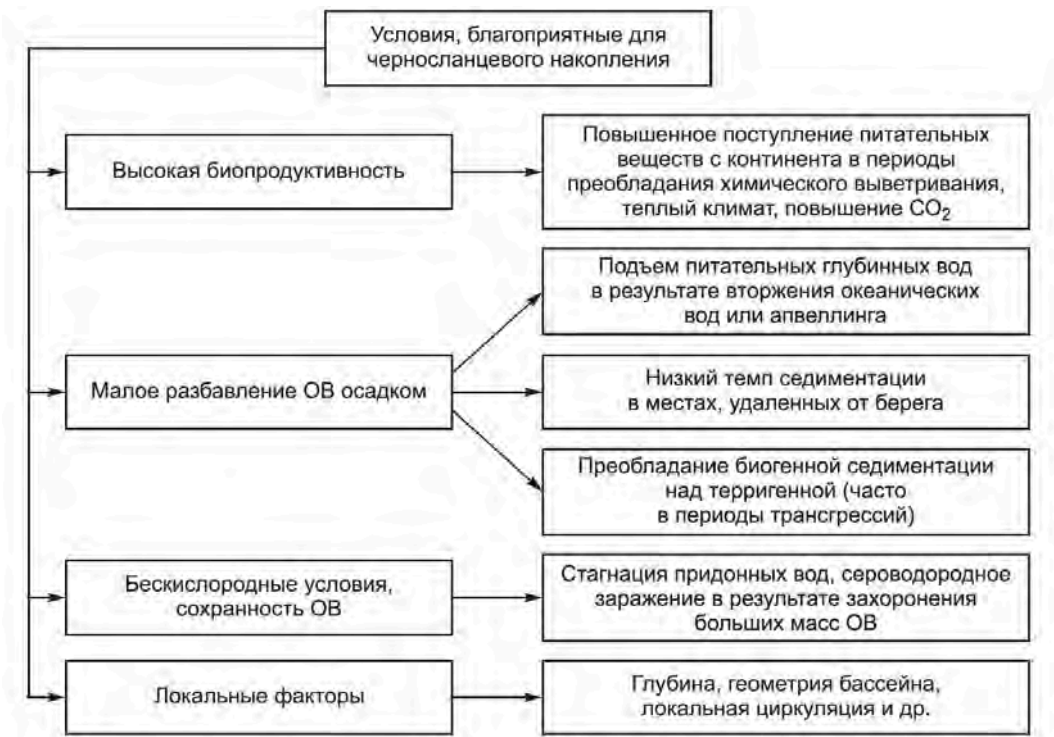 Условия, благоприятные для
черносланцевого накопления
Высокая биопродуктивность
Повышенное поступление питательных
веществ с континента в периоды
преобладания химического выветривания,
теплый климат, повышение CO2
Подъем питательных глубинных вод
в результате вторжения океанических
вод или апвеллинга
Малое разбавление ОВ осадком
Низкий темп седиментации
в местах, удаленных от берега
Преобладание биогенной седиментации
над терригенной (часто
в периоды трансгрессий)
Бескислородные условия,
сохранность ОВ
Стагнация придонных вод, сероводородное
заражение в результате захоронения
больших масс ОВ
Локальные факторы
Глубина, геометрия бассейна,
локальная циркуляция и др.